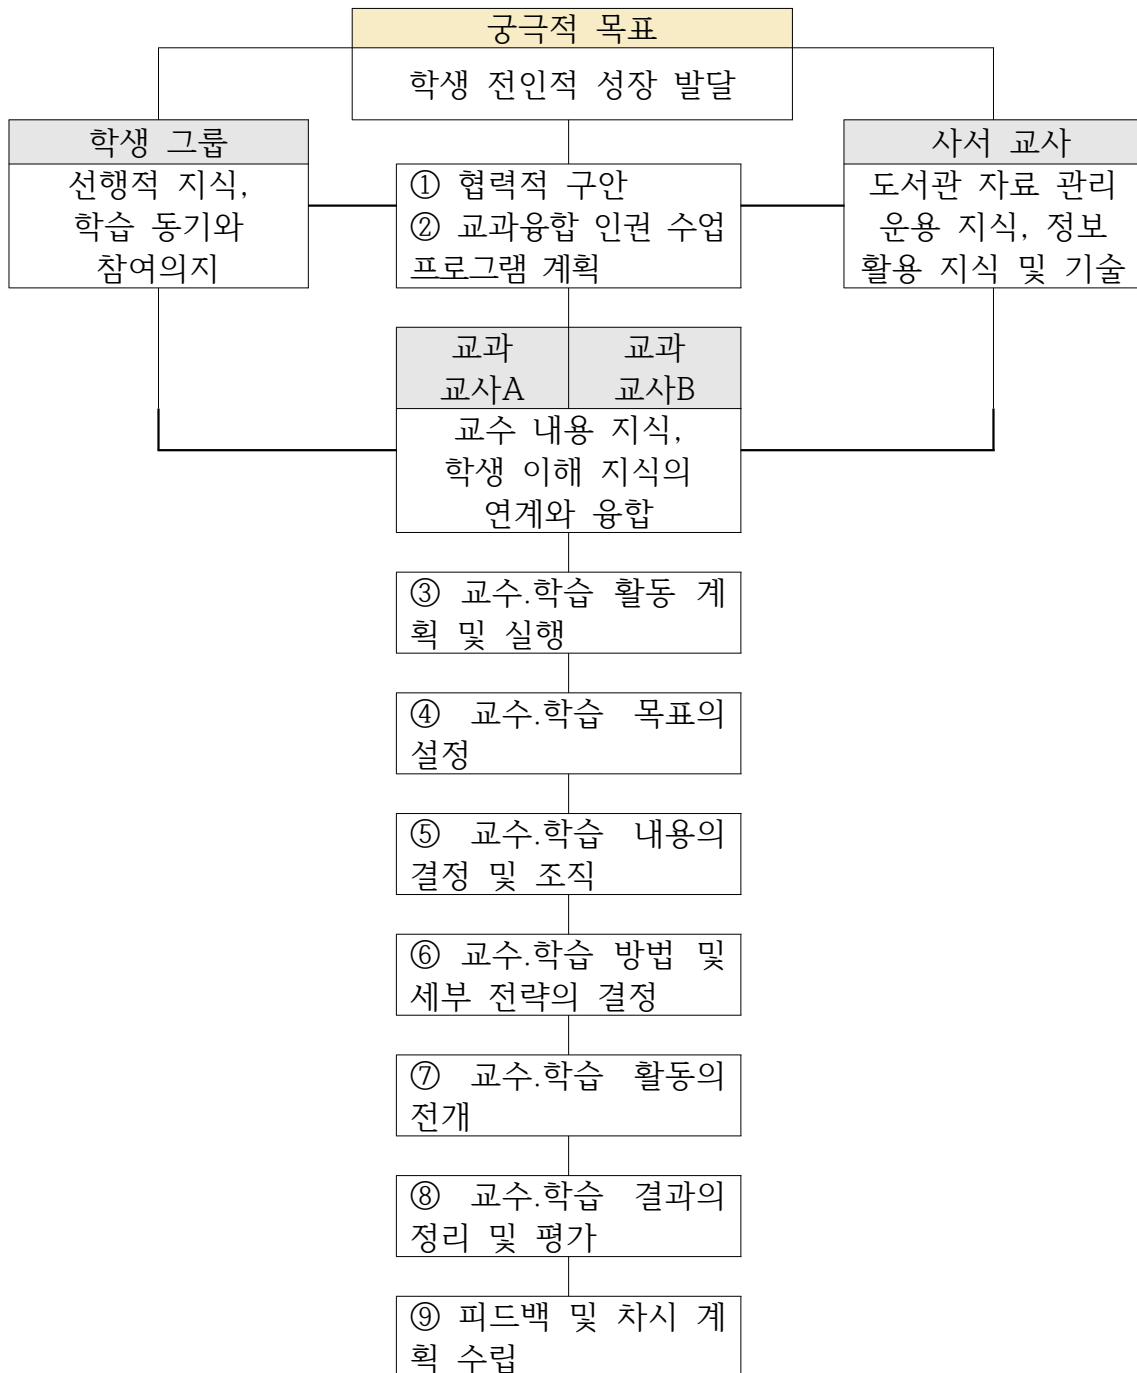 궁극적 목표
학생 전인적 성장 발달
학생 그룹
선행적 지식,
학습 동기와
참여의지
① 협력적 구안
② 교과융합 인권 수업
프로그램 계획
사서 교사
도서관 자료 관리
운용 지식, 정보
활용 지식 및 기술
교과
교사A
교과
교사B
교수 내용 지식,
학생 이해 지식의
연계와 융합
③ 교수.학습 활동 계
획 및 실행
④ 교수.학습 목표의
설정
⑤ 교수.학습 내용의
결정 및 조직
⑥ 교수.학습 방법 및
세부 전략의 결정
⑦ 교수.학습 활동의
전개
⑧ 교수.학습 결과의
정리 및 평가
⑨ 피드백 및 차시 계
획 수립